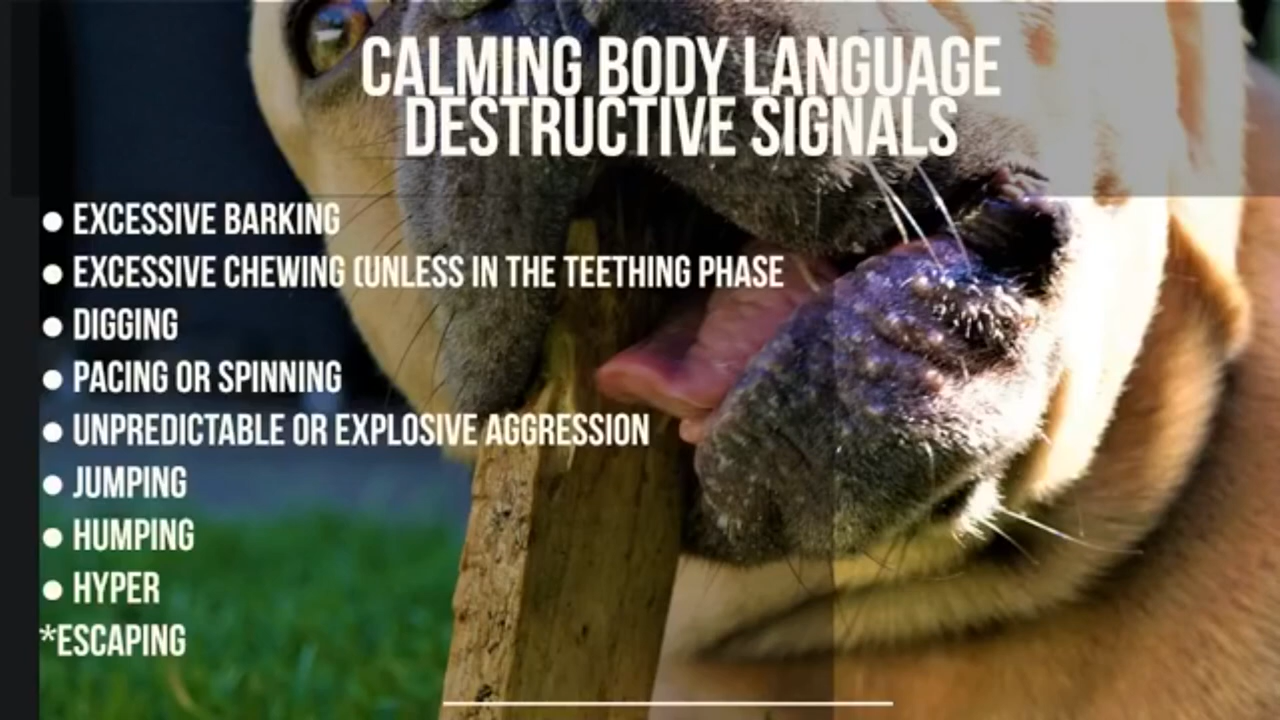 CALMING BODY LANGUAGE
DESTRUCTIVE SIGNALS
● EXCESSIVE BARKING
● EXCESSIVE CHEWING (UNLESS IN THE TEETHING PHASE
● DIGGING
● PACING OR SPINNING
● UNPREDICTABLE OR EXPLOSIVE AGGRESSION
● JUMPING
● HUMPING
● HYPER
*ESCAPING